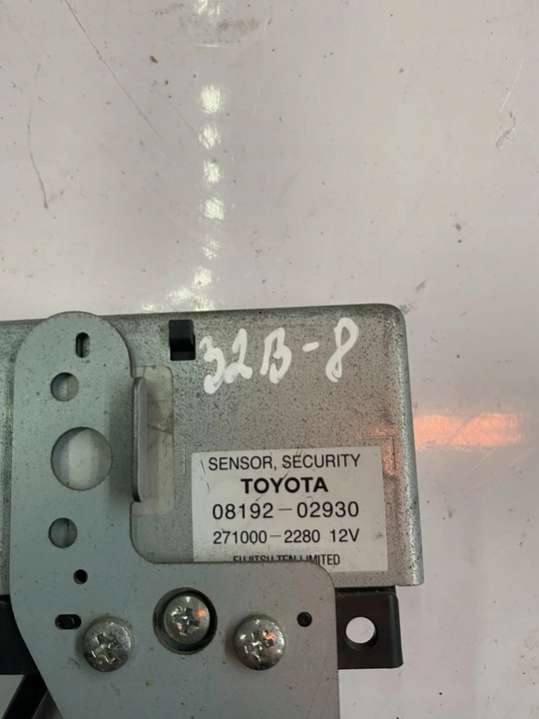 32B-8
SENSOR, SECURITY
TOYOTA
08192-02930
271000-2280 12V
FUJITSU TEN LIMITED